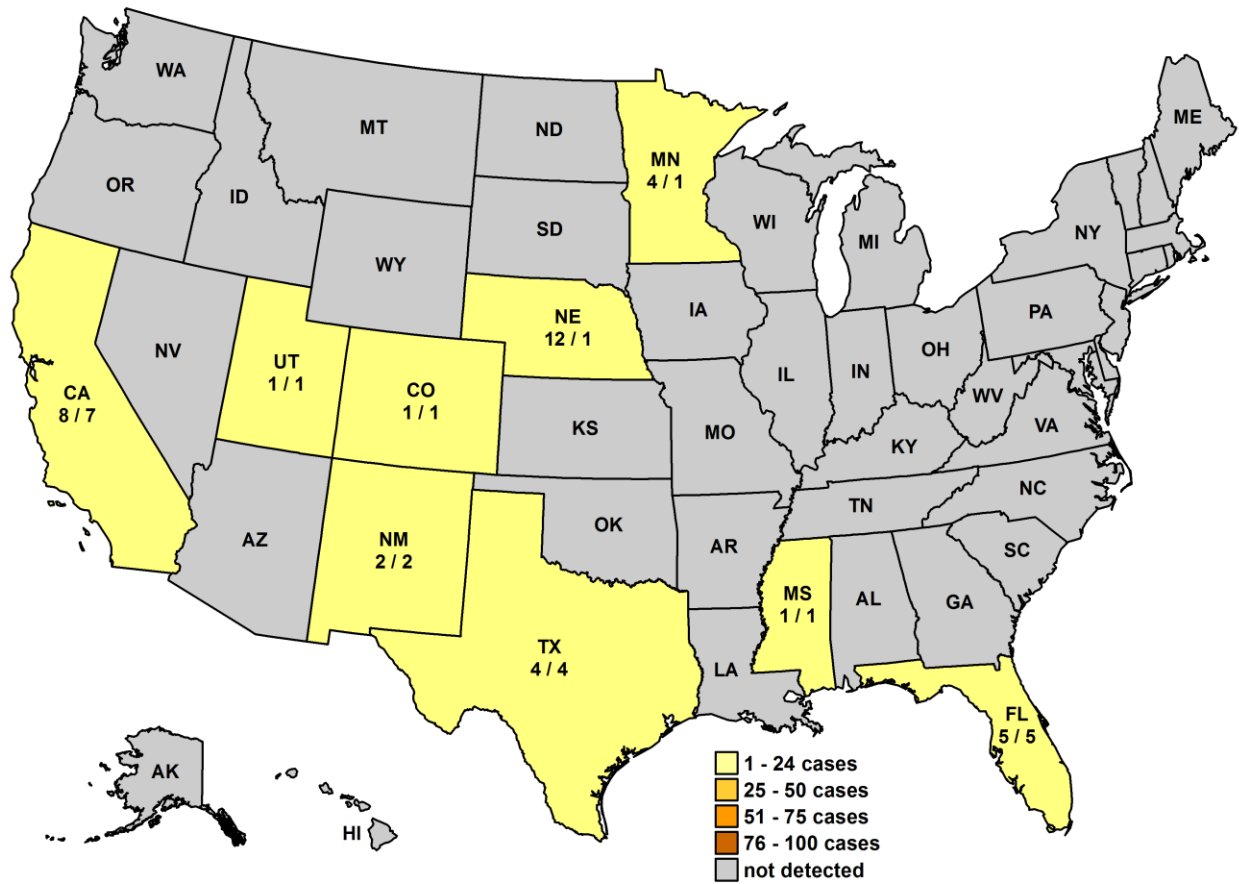 WA
MT
ND
MN
4 / 1
ME
OR
ID
SD
WI
MI
NY
WY
NE
12 / 1
IA
PA
NV
UT
1 / 1
CO
1 / 1
IL
IN
OH
CA
8 / 7
KS
MO
WV
VA
KY
NC
AZ
NM
2 / 2
OK
AR
TN
SC
MS
1 / 1
AL
GA
TX
4 / 4
LA
FL
5 / 5
AK
HI
1 - 24 cases
25 - 50 cases
51 - 75 cases
76 - 100 cases
not detected